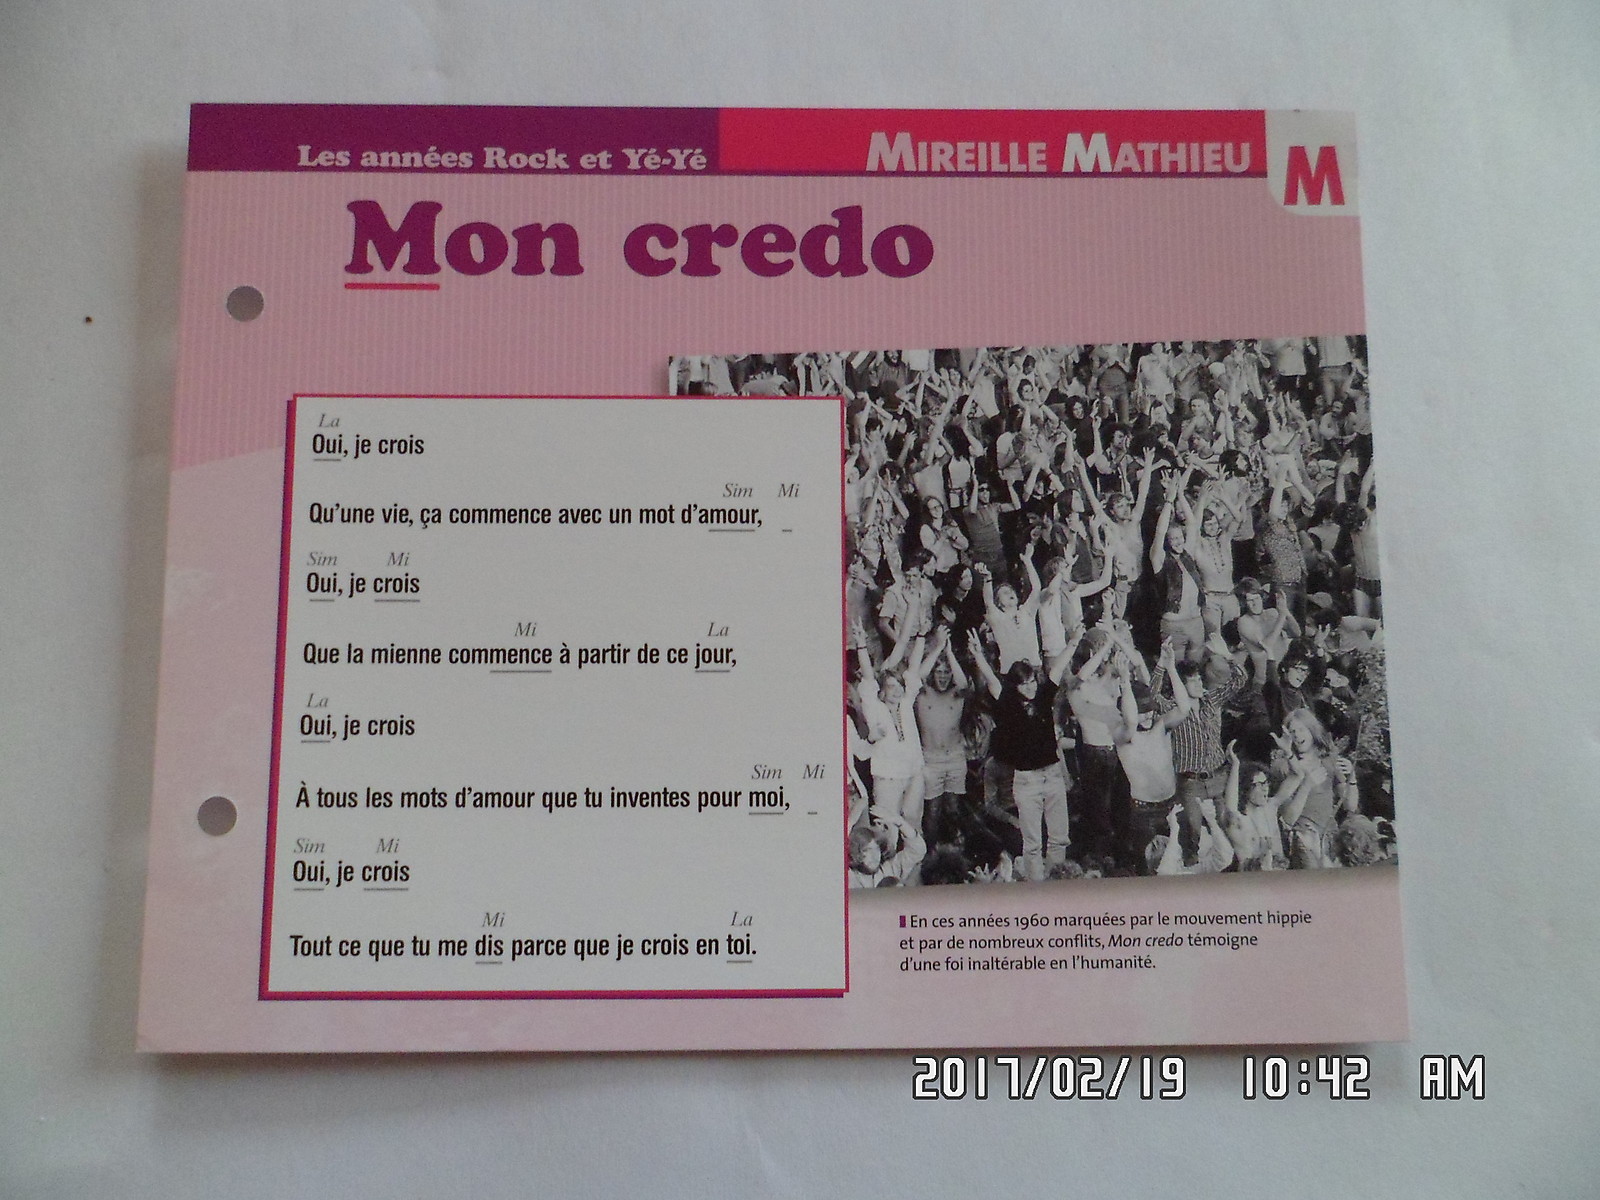 Les années Rock et Yé-Yé
MIREILLE MATHIEU
M
Mon credo
La
Oui, je crois
Sim Mi
Qu'une vie, ça commence avec un mot d'amour, _
Sim Mi
Oui, je crois
Mi La
Que la mienne commence à partir de ce jour,
La
Oui, je crois
Sim Mi
À tous les mots d'amour que tu inventes pour moi, _
Sim Mi
Oui, je crois
Mi La
Tout ce que tu me dis parce que je crois en toi.
En ces années 1960 marquées par le mouvement hippie
et par de nombreux conflits, Mon credo témoigne
d'une foi inaltérable en l'humanité.
2017/02/19 10:42 AM